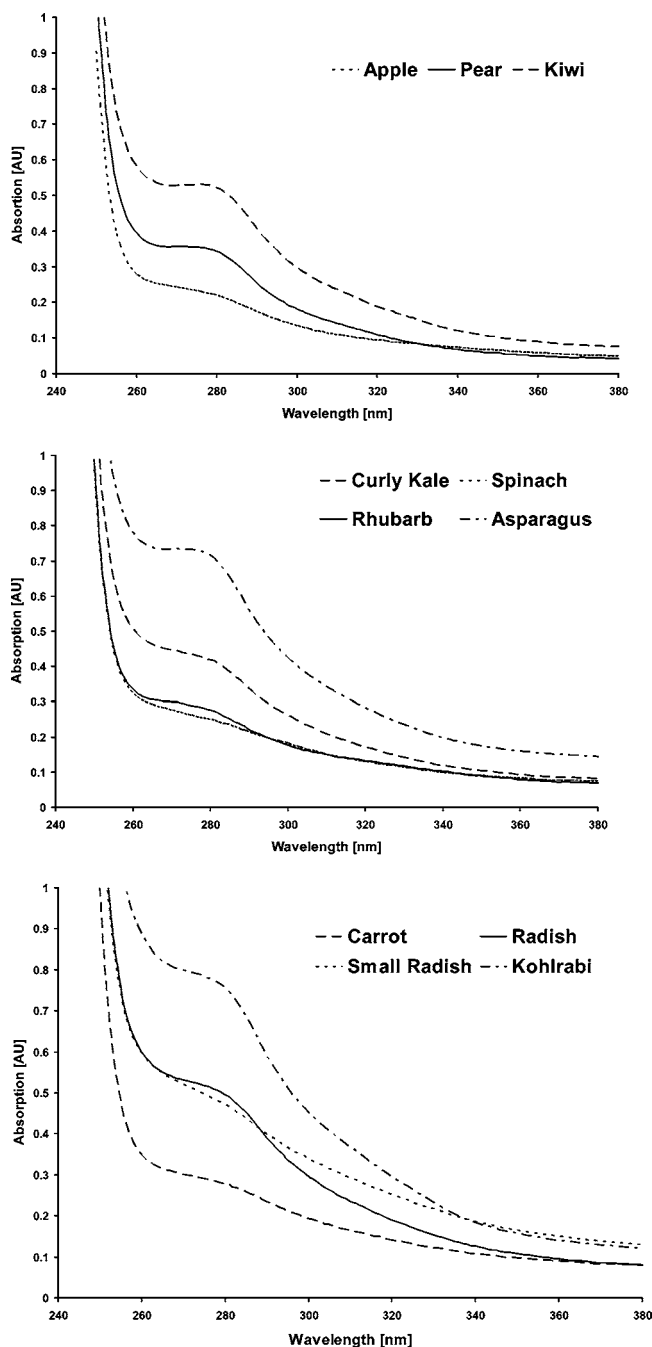 1
0.9
0.8
0.7
0.6
0.5
0.4
0.3
0.2
0.1
0
Absortion [AU]
Apple Pear Kiwi
240 260 280 300 320 340 360 380
Wavelength [nm]
1
0.9
0.8
0.7
0.6
0.5
0.4
0.3
0.2
0.1
0
Absorption [AU]
Curly Kale Spinach
Rhubarb Asparagus
240 260 280 300 320 340 360 380
Wavelength [nm]
1
0.9
0.8
0.7
0.6
0.5
0.4
0.3
0.2
0.1
0
Absorption [AU]
Carrot Radish
Small Radish Kohlrabi
240 260 280 300 320 340 360 380
Wavelength [nm]